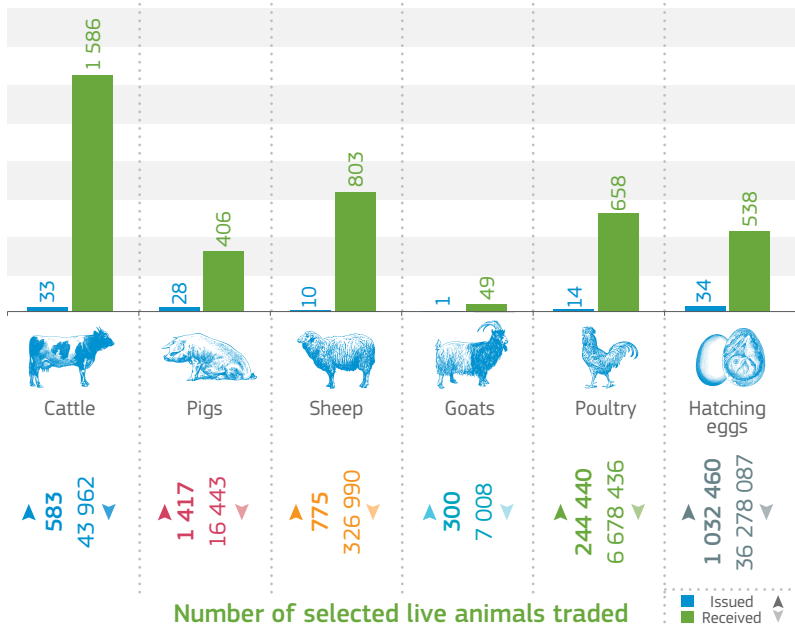 33
1 586
28
406
10
803
1
49
14
658
34
538
Cattle
Pigs
Sheep
Goats
Poultry
Hatching
eggs
583
43 962
1 417
16 443
775
326 990
300
7 008
244 440
6 678 436
1 032 460
36 278 087
Number of selected live animals traded
Issued
Received